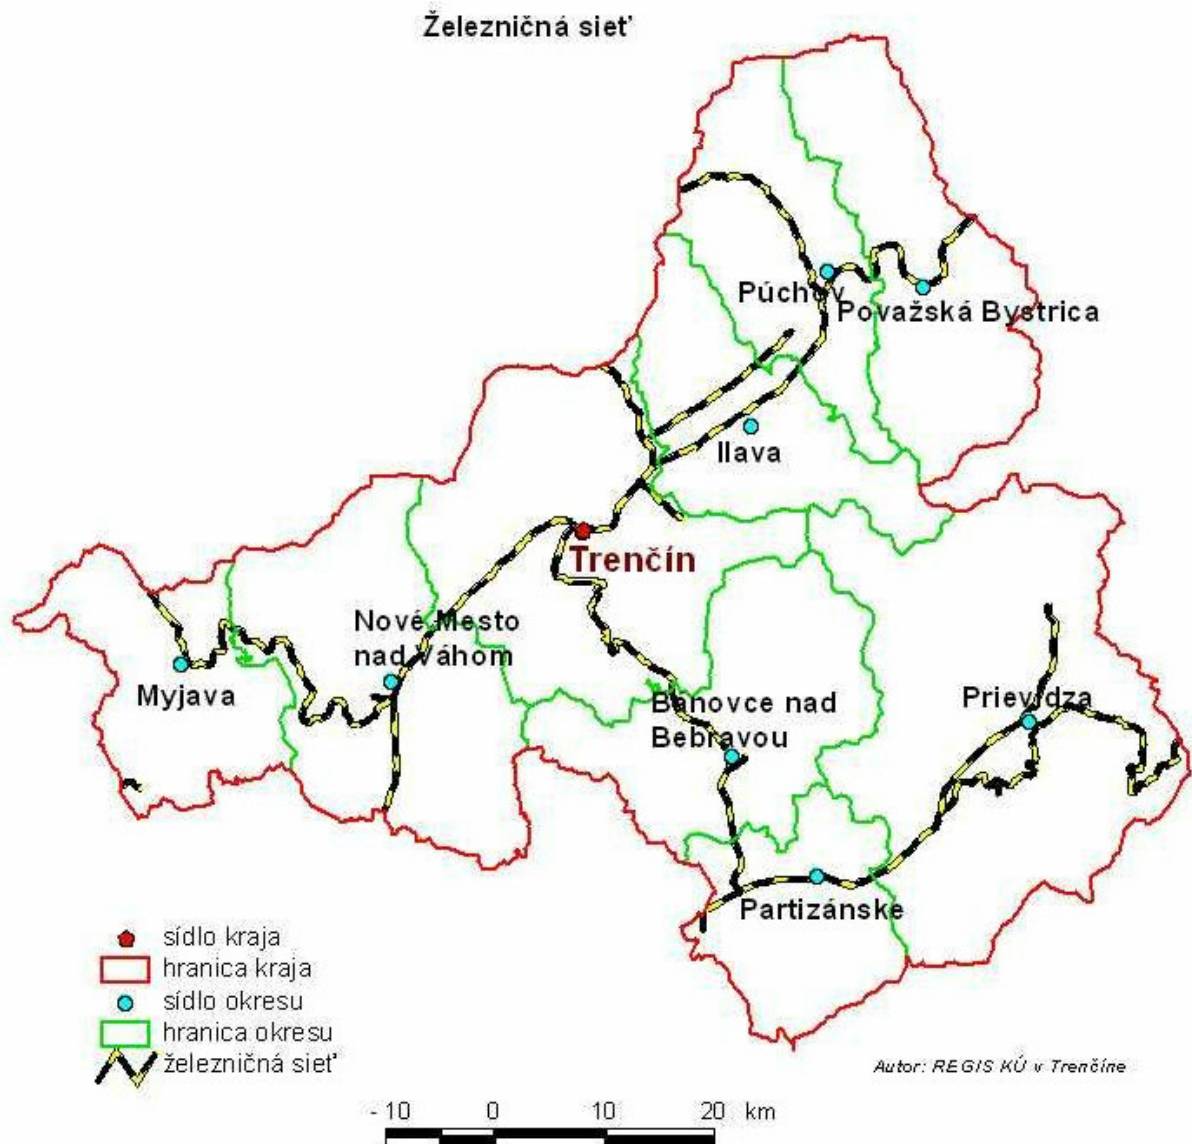 Železničná sieť
Púchov
Považská Bystrica
Ilava
Trenčín
Nové Mesto
nad Váhom
Myjava
Bánovce nad
Bebravou
Prievidza
Partizánske
sídlo kraja
hranica kraja
sídlo okresu
hranica okresu
železničná sieť
Autor: REGIS KÚ v Trenčíne
- 10 0 10 20 km